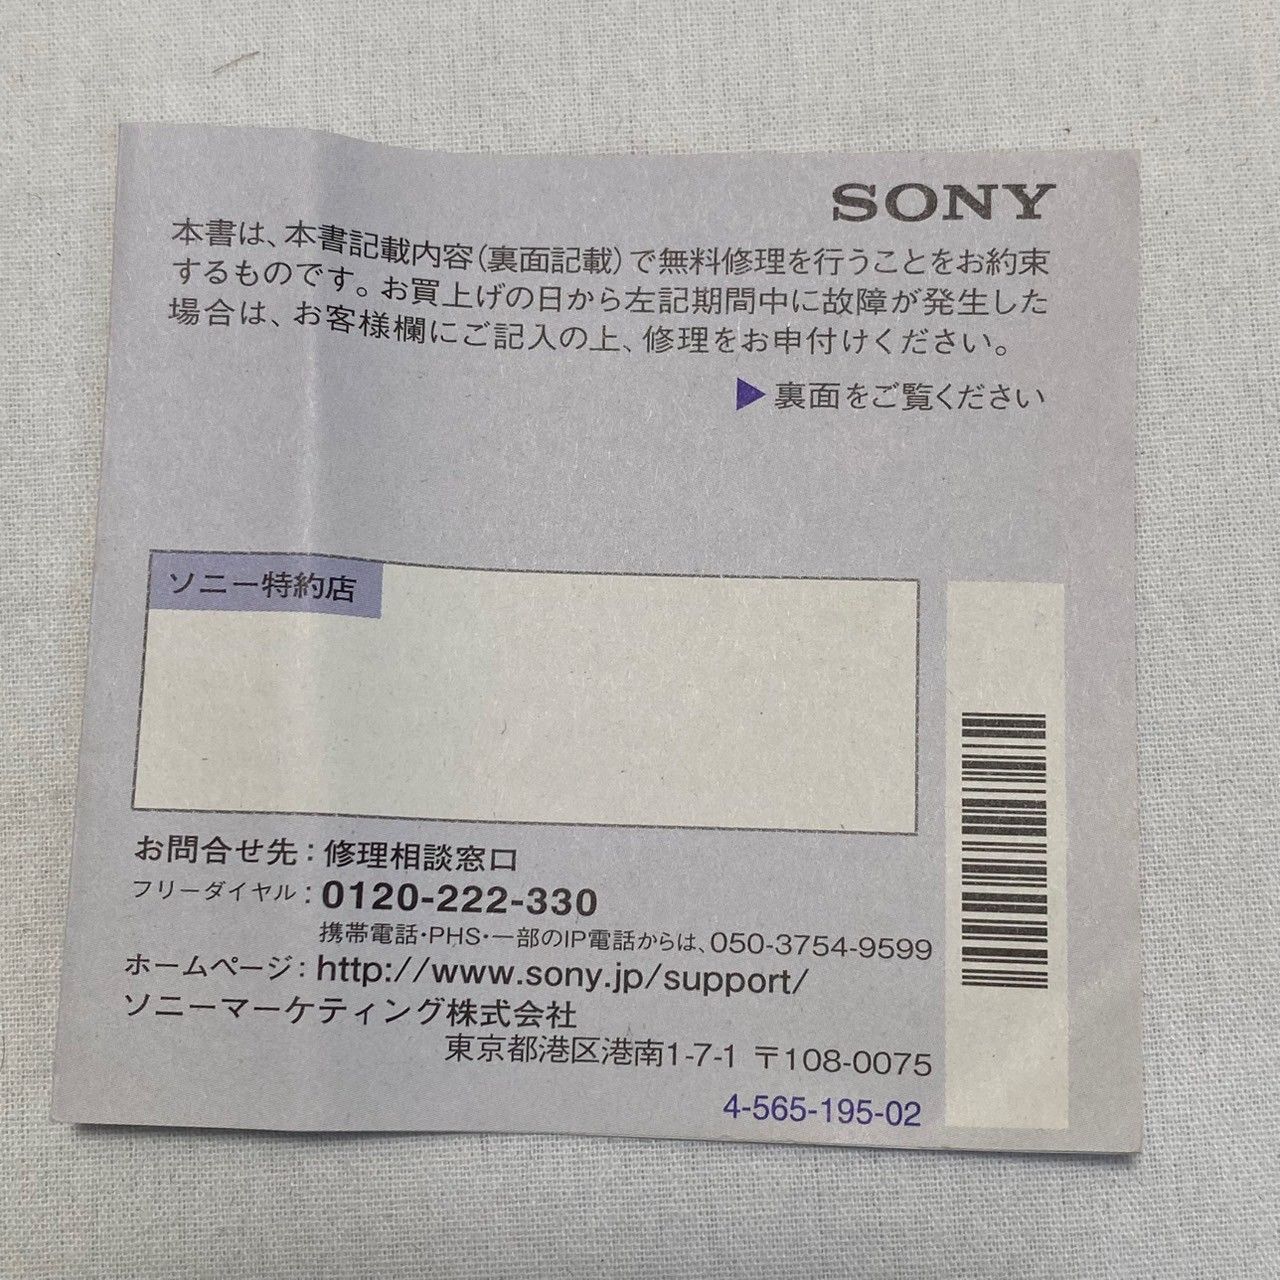 SONY
本書は、本書記載内容(裏面記載)で無料修理を行うことをお約束
するものです。お買上げの日から左記期間中に故障が発生した
場合は、お客様欄にご記入の上、修理をお申付けください。
▶裏面をご覧ください
ソニー特約店
お問合せ先:修理相談窓口
フリーダイヤル:0120-222-330
携帯電話・PHS・一部のIP電話からは、050-3754-9599
ホームページ:http://www.sony.jp/support/
ソニーマーケティング株式会社
東京都港区港南1-7-1 〒108-0075
4-565-195-02